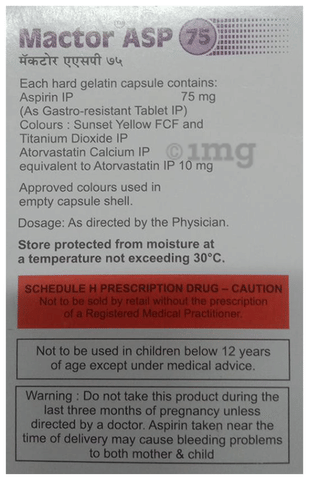 Mactor ASP 75
मॅकटोर एएसपी ७५
Each hard gelatin capsule contains:
Aspirin IP 75 mg
(As Gastro-resistant Tablet IP)
Colours : Sunset Yellow FCF and
Titanium Dioxide IP
Atorvastatin Calcium IP
equivalent to Atorvastatin IP 10 mg
1mg
Approved colours used in
empty capsule shell.
Dosage: As directed by the Physician.
Store protected from moisture at
a temperature not exceeding 30°C.
SCHEDULE H PRESCRIPTION DRUG – CAUTION
Not to be sold by retail without the prescription
of a Registered Medical Practitioner.
Not to be used in children below 12 years
of age except under medical advice.
Warning : Do not take this product during the
last three months of pregnancy unless
directed by a doctor. Aspirin taken near the
time of delivery may cause bleeding problems
to both mother & child